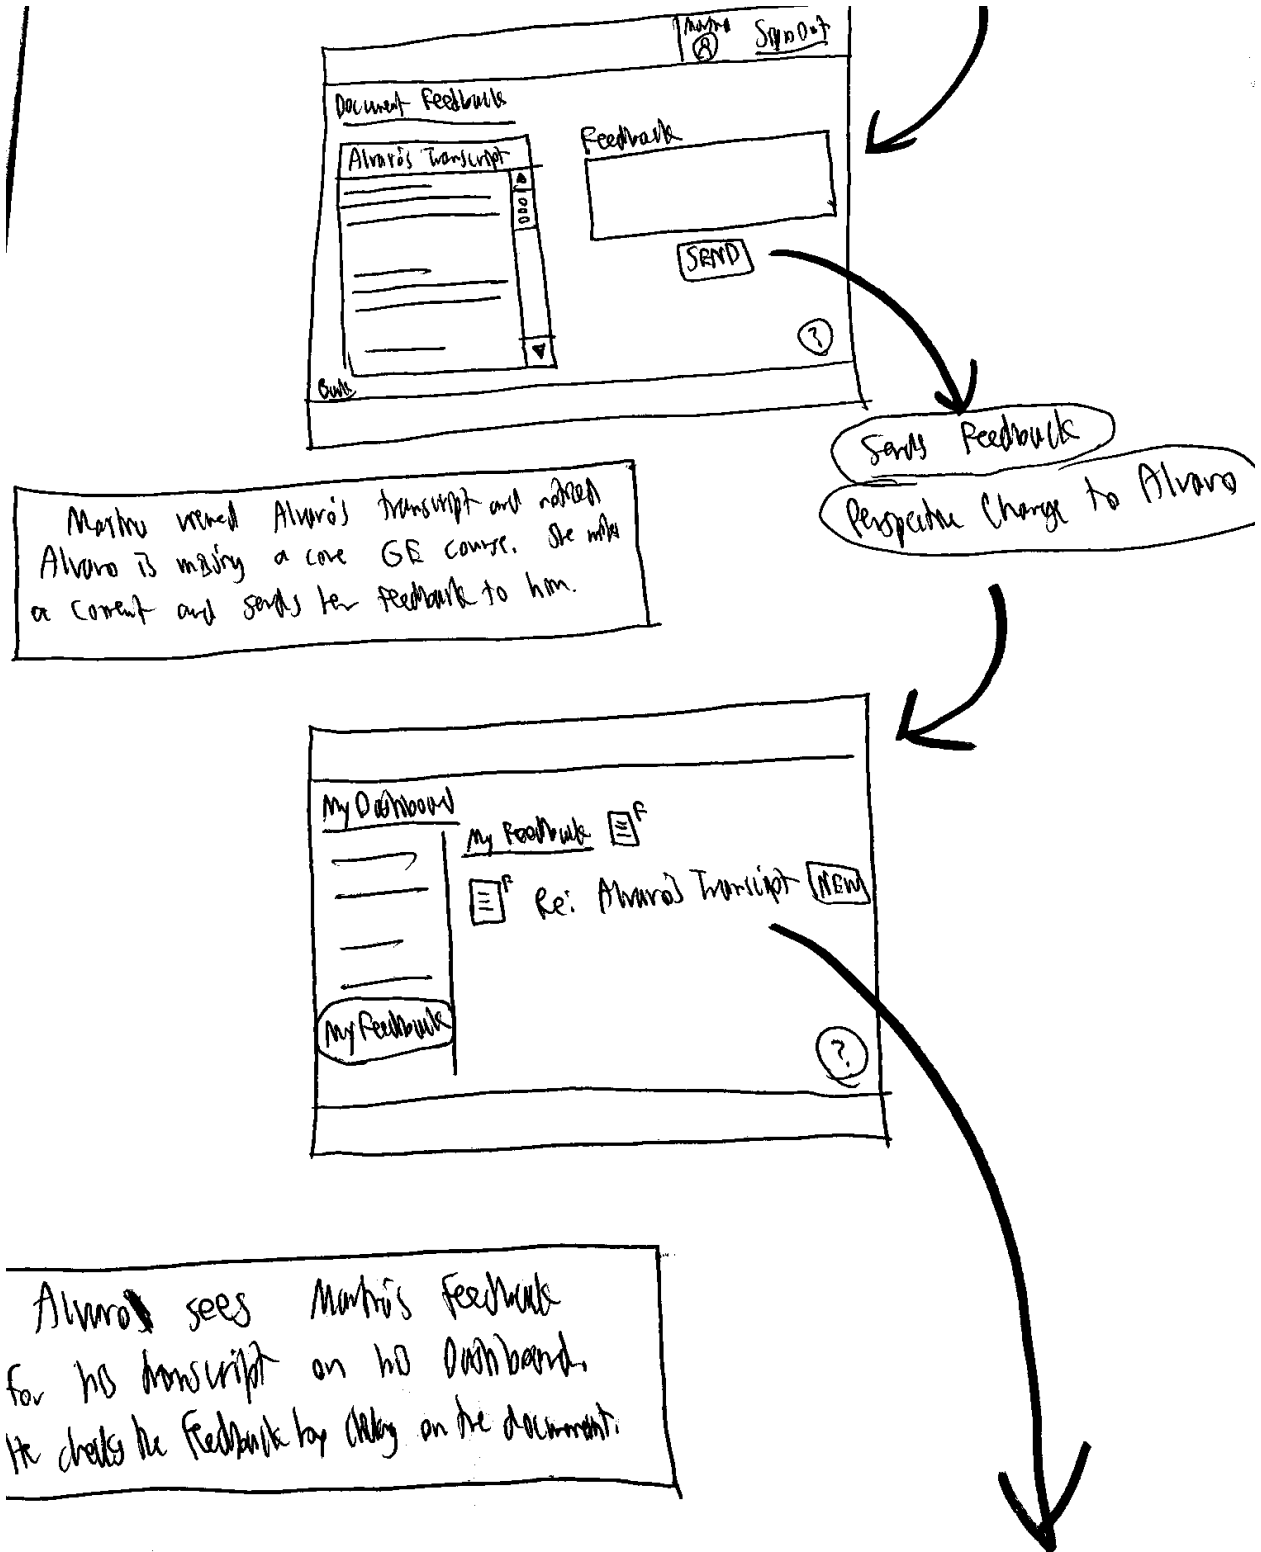 Sign Out
Document Feedback
Alvaro's Transcript
Feedback
SEND
?
Back
Sends Feedback
Perspective Change to Alvaro
viewed Alvaro's transcript and noticed
Alvaro is missing a core GE course. She
a comment and sends her feedback to him.
My Dashboard
My Feedback F
F Re: Alvaro's Transcript NEW
My Feedback
?
Alvaro sees Feedback
for his transcript on his Dashboard.
He checks the Feedback by clicking on the document.